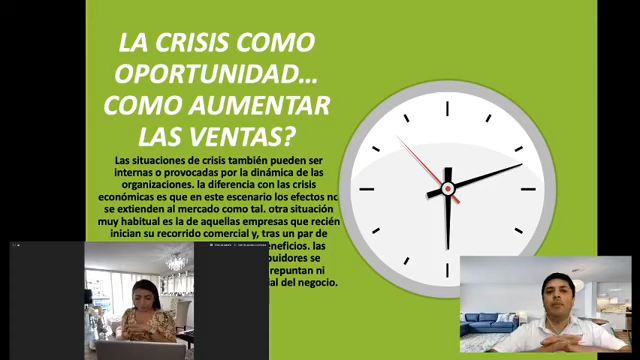 LA CRISIS COMO
OPORTUNIDAD...
COMO AUMENTAR
LAS VENTAS?
Las situaciones de crisis también pueden ser
internas o provocadas por la dinámica de las
organizaciones. la diferencia con las crisis
económicas es que en este escenario los efectos no
se extienden al mercado como tal. otra situación
muy habitual es la de aquellas empresas que recién
inician su recorrido comercial y, tras un par de
eneficios. las
buidores se
repuntan ni
ial del negocio.